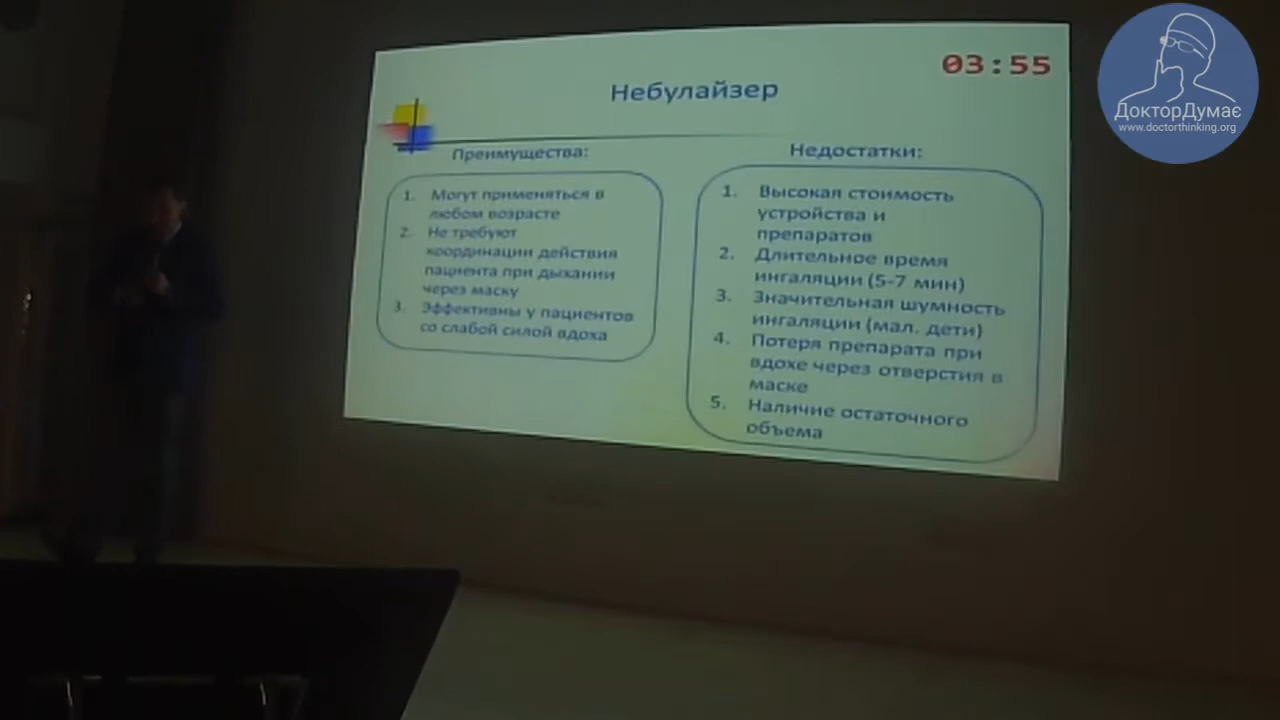 03:55
Небулайзер
Преимущества:
1. Могут применяться в
любом возрасте
2. Не требуют
координации действия
пациента при дыхании
через маску
3. Эффективны у пациентов
со слабой силой вдоха
Недостатки:
1. Высокая стоимость
устройства и
препаратов
2. Длительное время
ингаляции (5-7 мин)
3. Значительная шумность
ингаляции (мал. дети)
4. Потеря препарата при
вдохе через отверстия в
маске
5. Наличие остаточного
объема
ДокторДумає
www.doctorthinking.org